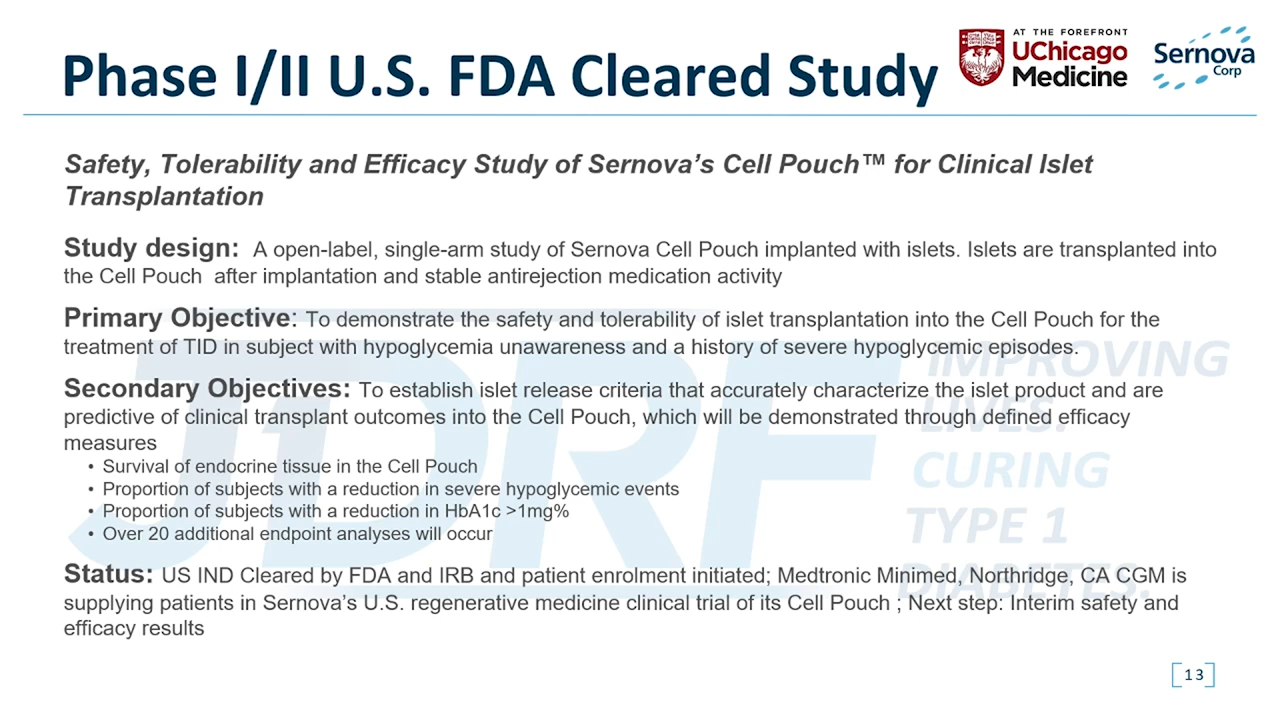 Phase I/II U.S. FDA Cleared Study
AT THE FOREFRONT
UChicago
Medicine
Sernova
Corp
Safety, Tolerability and Efficacy Study of Sernova's Cell Pouch™ for Clinical Islet
Transplantation
Study design: A open-label, single-arm study of Sernova Cell Pouch implanted with islets. Islets are transplanted into
the Cell Pouch after implantation and stable antirejection medication activity
Primary Objective: To demonstrate the safety and tolerability of islet transplantation into the Cell Pouch for the
treatment of TID in subject with hypoglycemia unawareness and a history of severe hypoglycemic episodes.
Secondary Objectives: To establish islet release criteria that accurately characterize the islet product and are
predictive of clinical transplant outcomes into the Cell Pouch, which will be demonstrated through defined efficacy
measures
• Survival of endocrine tissue in the Cell Pouch
• Proportion of subjects with a reduction in severe hypoglycemic events
• Proportion of subjects with a reduction in HbA1c >1mg%
• Over 20 additional endpoint analyses will occur
Status: US IND Cleared by FDA and IRB and patient enrolment initiated; Medtronic Minimed, Northridge, CA CGM is
supplying patients in Sernova's U.S. regenerative medicine clinical trial of its Cell Pouch ; Next step: Interim safety and
efficacy results
JDRF
IMPROVING
LIVES.
CURING
TYPE 1
DIABETES.
13